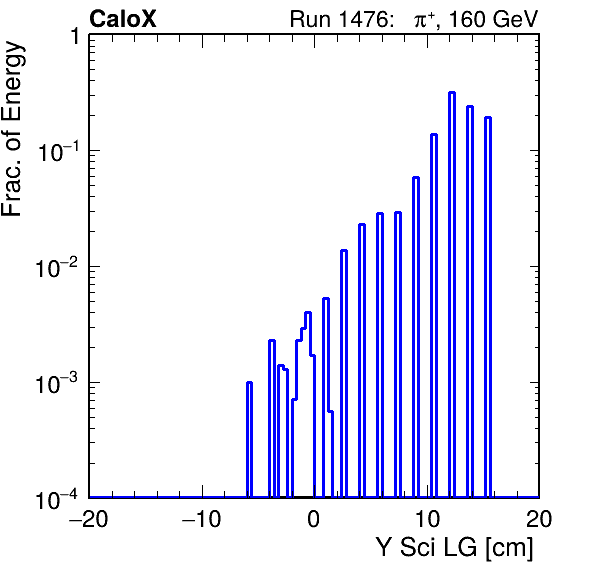 CaloX Run 1476: π⁺, 160 GeV
Frac. of Energy
1
10⁻¹
10⁻²
10⁻³
10⁻⁴
−20 −10 0 10 20
Y Sci LG [cm]